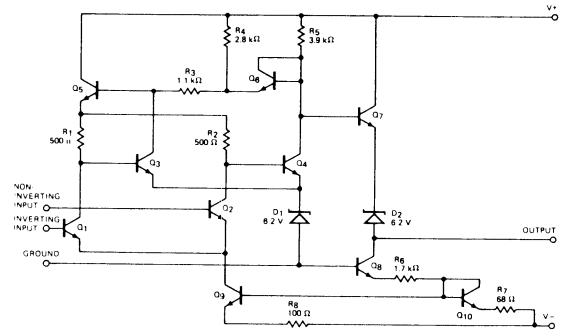 V+
R4
2.8 kΩ
R5
3.9 kΩ
R3
1.1 kΩ
Q6
Q5
Q7
R1
500 Ω
R2
500 Ω
Q3
Q4
NON-
INVERTING
INPUT
INVERTING
INPUT
Q1
Q2
D1
6.2 V
D2
6.2 V
OUTPUT
GROUND
Q8
R6
1.7 kΩ
R7
68 Ω
Q9
Q10
R8
100 Ω
V−